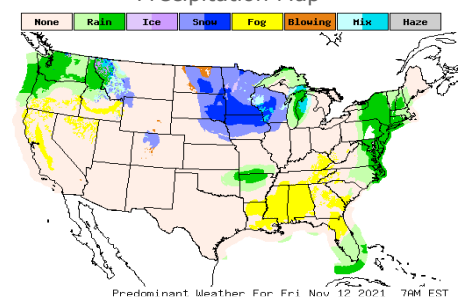 Precipitation Map
None Rain Ice Snow Fog Blowing Mix Haze
Predominant Weather For Fri Nov 12 2021 7AM EST